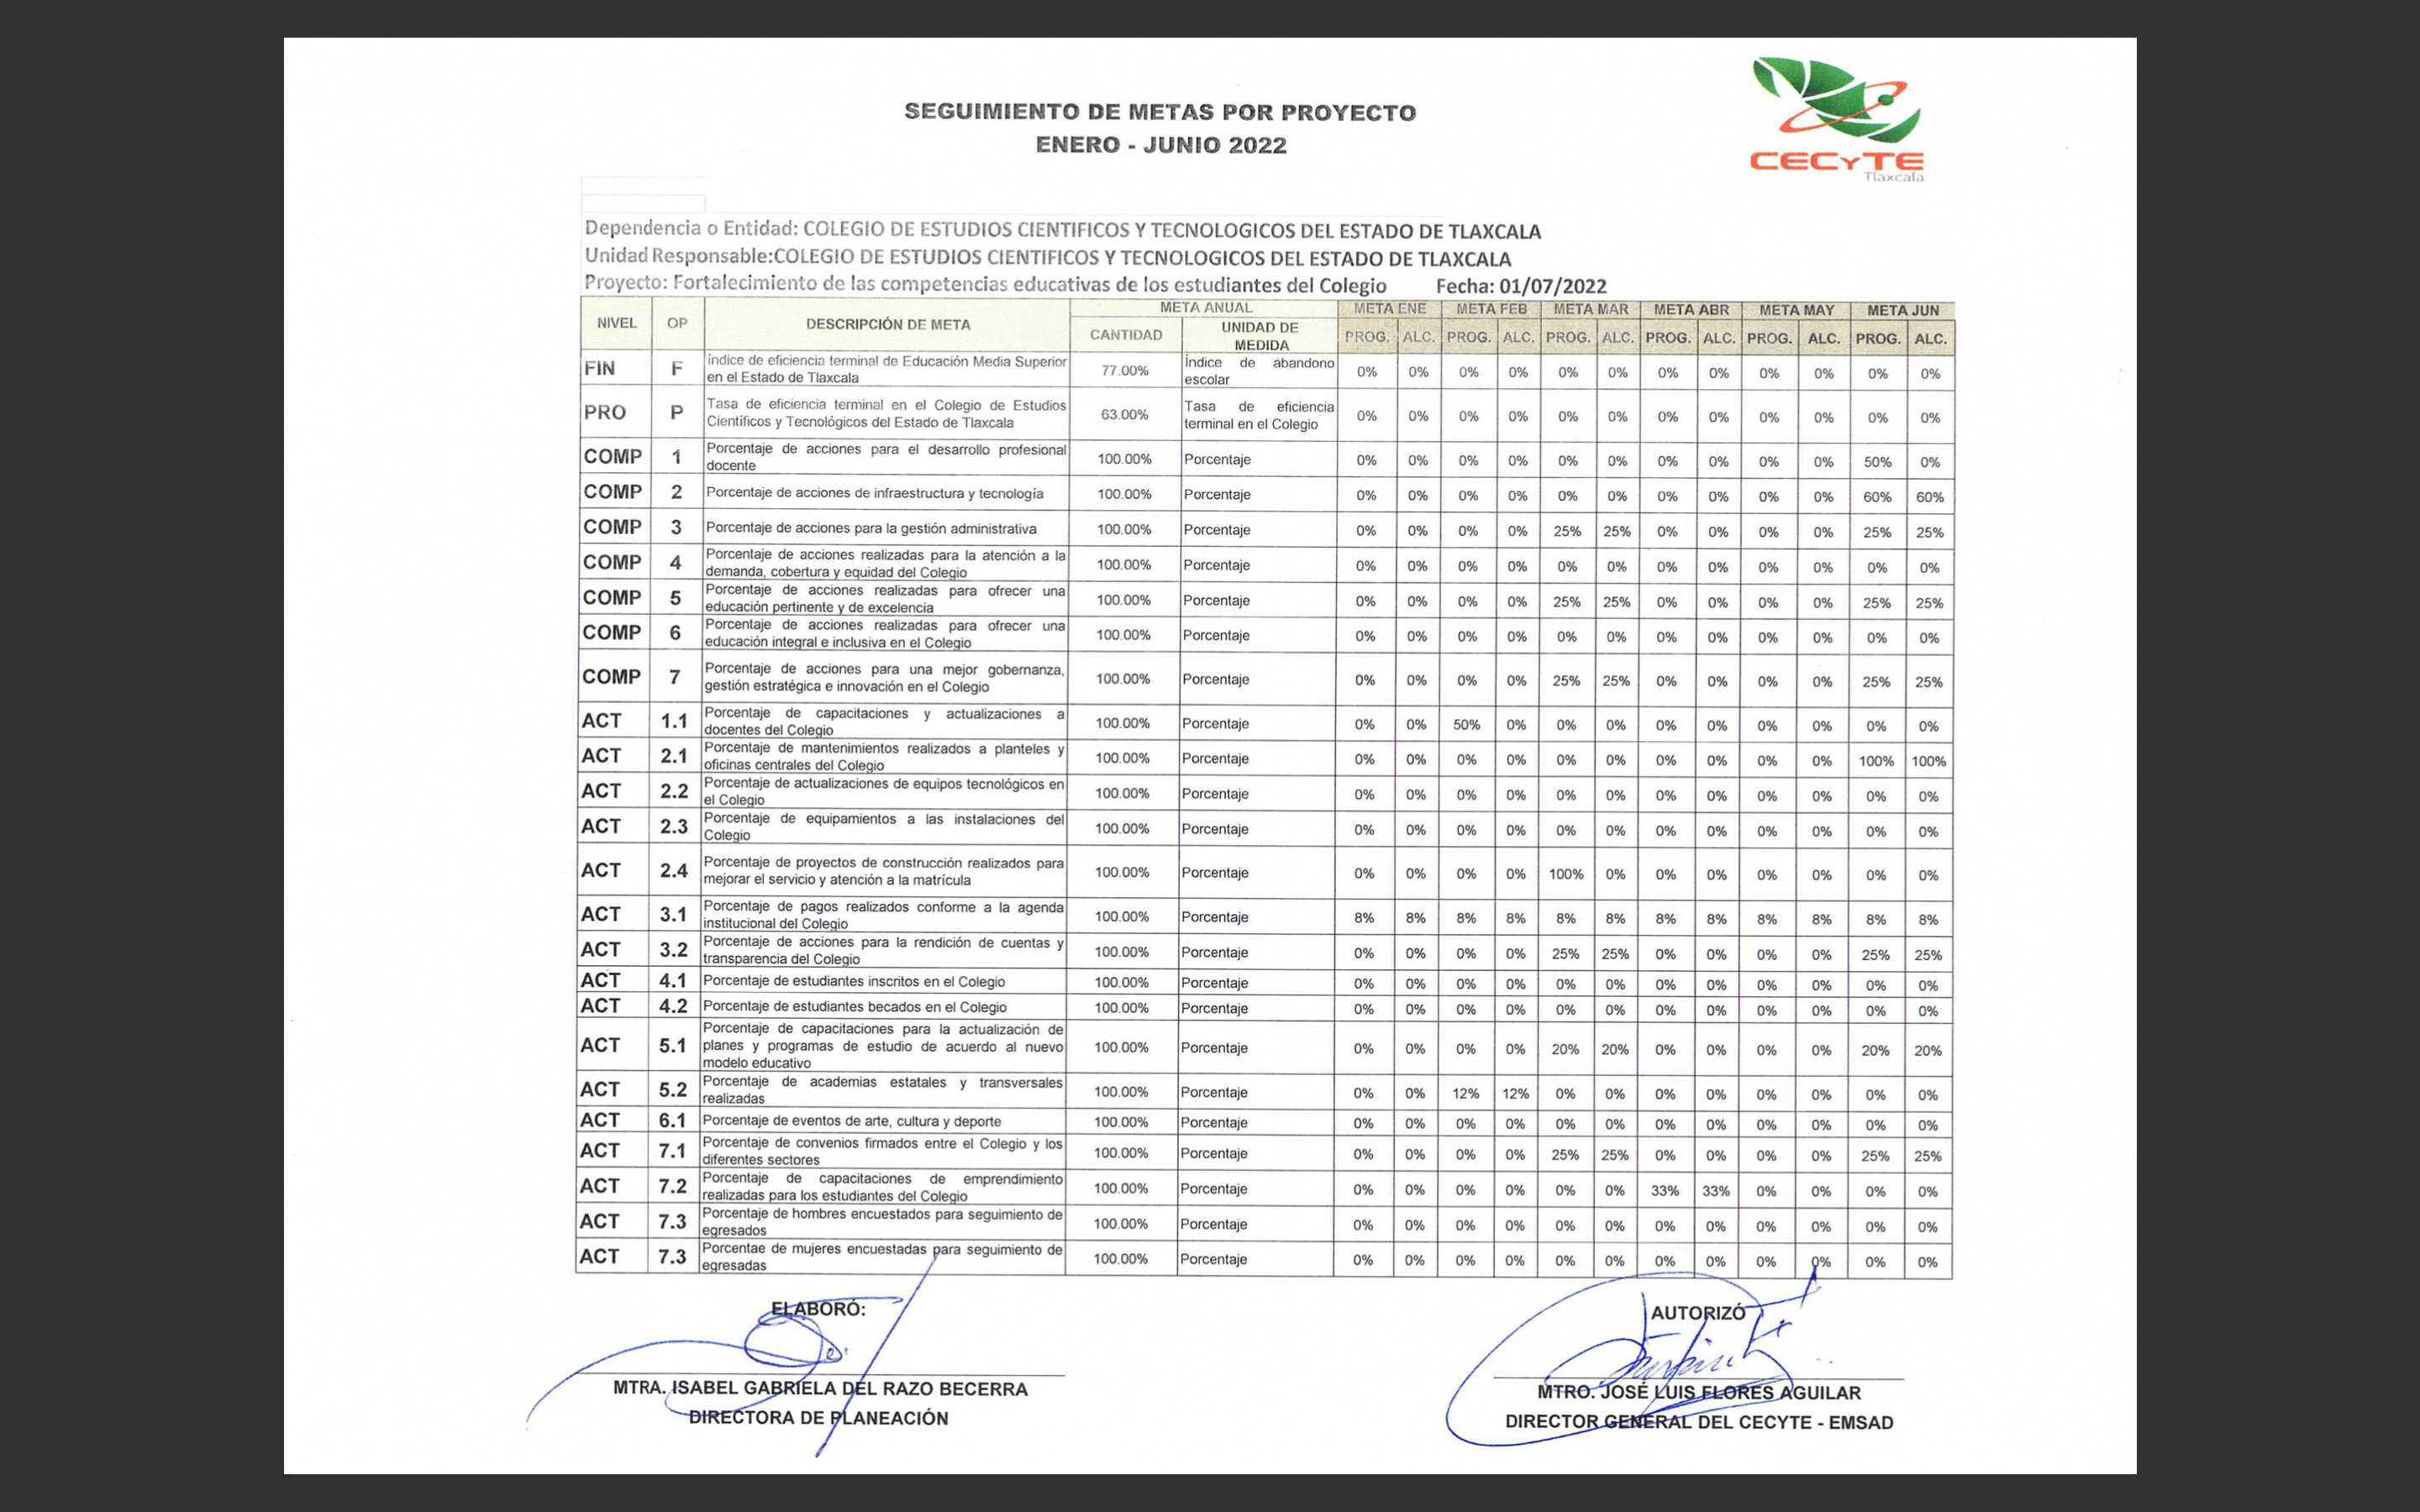 SEGUIMIENTO DE METAS POR PROYECTO
ENERO - JUNIO 2022
CECyTE
Tlaxcala
Dependencia o Entidad: COLEGIO DE ESTUDIOS CIENTIFICOS Y TECNOLOGICOS DEL ESTADO DE TLAXCALA
Unidad Responsable:COLEGIO DE ESTUDIOS CIENTIFICOS Y TECNOLOGICOS DEL ESTADO DE TLAXCALA
Proyecto: Fortalecimiento de las competencias educativas de los estudiantes del Colegio Fecha: 01/07/2022
NIVEL OP DESCRIPCIÓN DE META META ANUAL META ENE META FEB META MAR META ABR META MAY META JUN
CANTIDAD UNIDAD DE MEDIDA PROG. ALC. PROG. ALC. PROG. ALC. PROG. ALC. PROG. ALC. PROG. ALC.
FIN F Índice de eficiencia terminal de Educación Media Superior en el Estado de Tlaxcala 77.00% Índice de abandono escolar 0% 0% 0% 0% 0% 0% 0% 0% 0% 0% 0% 0%
PRO P Tasa de eficiencia terminal en el Colegio de Estudios Científicos y Tecnológicos del Estado de Tlaxcala 63.00% Tasa de eficiencia terminal en el Colegio 0% 0% 0% 0% 0% 0% 0% 0% 0% 0% 0% 0%
COMP 1 Porcentaje de acciones para el desarrollo profesional docente 100.00% Porcentaje 0% 0% 0% 0% 0% 0% 0% 0% 0% 0% 50% 0%
COMP 2 Porcentaje de acciones de infraestructura y tecnología 100.00% Porcentaje 0% 0% 0% 0% 0% 0% 0% 0% 0% 0% 60% 60%
COMP 3 Porcentaje de acciones para la gestión administrativa 100.00% Porcentaje 0% 0% 0% 0% 25% 25% 0% 0% 0% 0% 25% 25%
COMP 4 Porcentaje de acciones realizadas para la atención a la demanda, cobertura y equidad del Colegio 100.00% Porcentaje 0% 0% 0% 0% 0% 0% 0% 0% 0% 0% 0% 0%
COMP 5 Porcentaje de acciones realizadas para ofrecer una educación pertinente y de excelencia 100.00% Porcentaje 0% 0% 0% 0% 25% 25% 0% 0% 0% 0% 25% 25%
COMP 6 Porcentaje de acciones realizadas para ofrecer una educación integral e inclusiva en el Colegio 100.00% Porcentaje 0% 0% 0% 0% 0% 0% 0% 0% 0% 0% 0% 0%
COMP 7 Porcentaje de acciones para una mejor gobernanza, gestión estratégica e innovación en el Colegio 100.00% Porcentaje 0% 0% 0% 0% 25% 25% 0% 0% 0% 0% 25% 25%
ACT 1.1 Porcentaje de capacitaciones y actualizaciones a docentes del Colegio 100.00% Porcentaje 0% 0% 50% 0% 0% 0% 0% 0% 0% 0% 0% 0%
ACT 2.1 Porcentaje de mantenimientos realizados a planteles y oficinas centrales del Colegio 100.00% Porcentaje 0% 0% 0% 0% 0% 0% 0% 0% 0% 0% 100% 100%
ACT 2.2 Porcentaje de actualizaciones de equipos tecnológicos en el Colegio 100.00% Porcentaje 0% 0% 0% 0% 0% 0% 0% 0% 0% 0% 0% 0%
ACT 2.3 Porcentaje de equipamientos a las instalaciones del Colegio 100.00% Porcentaje 0% 0% 0% 0% 0% 0% 0% 0% 0% 0% 0% 0%
ACT 2.4 Porcentaje de proyectos de construcción realizados para mejorar el servicio y atención a la matrícula 100.00% Porcentaje 0% 0% 0% 0% 100% 0% 0% 0% 0% 0% 0% 0%
ACT 3.1 Porcentaje de pagos realizados conforme a la agenda institucional del Colegio 100.00% Porcentaje 8% 8% 8% 8% 8% 8% 8% 8% 8% 8% 8% 8%
ACT 3.2 Porcentaje de acciones para la rendición de cuentas y transparencia del Colegio 100.00% Porcentaje 0% 0% 0% 0% 25% 25% 0% 0% 0% 0% 25% 25%
ACT 4.1 Porcentaje de estudiantes inscritos en el Colegio 100.00% Porcentaje 0% 0% 0% 0% 0% 0% 0% 0% 0% 0% 0% 0%
ACT 4.2 Porcentaje de estudiantes becados en el Colegio 100.00% Porcentaje 0% 0% 0% 0% 0% 0% 0% 0% 0% 0% 0% 0%
ACT 5.1 Porcentaje de capacitaciones para la actualización de planes y programas de estudio de acuerdo al nuevo modelo educativo 100.00% Porcentaje 0% 0% 0% 0% 20% 20% 0% 0% 0% 0% 20% 20%
ACT 5.2 Porcentaje de academias estatales y transversales realizadas 100.00% Porcentaje 0% 0% 12% 12% 0% 0% 0% 0% 0% 0% 0% 0%
ACT 6.1 Porcentaje de eventos de arte, cultura y deporte 100.00% Porcentaje 0% 0% 0% 0% 0% 0% 0% 0% 0% 0% 0% 0%
ACT 7.1 Porcentaje de convenios firmados entre el Colegio y los diferentes sectores 100.00% Porcentaje 0% 0% 0% 0% 25% 25% 0% 0% 0% 0% 25% 25%
ACT 7.2 Porcentaje de capacitaciones de emprendimiento realizadas para los estudiantes del Colegio 100.00% Porcentaje 0% 0% 0% 0% 0% 0% 33% 33% 0% 0% 0% 0%
ACT 7.3 Porcentaje de hombres encuestados para seguimiento de egresados 100.00% Porcentaje 0% 0% 0% 0% 0% 0% 0% 0% 0% 0% 0% 0%
ACT 7.3 Porcentae de mujeres encuestadas para seguimiento de egresadas 100.00% Porcentaje 0% 0% 0% 0% 0% 0% 0% 0% 0% 0% 0% 0%
ELABORÓ:
MTRA. ISABEL GABRIELA DEL RAZO BECERRA
DIRECTORA DE PLANEACIÓN
AUTORIZÓ
MTRO. JOSÉ LUIS FLORES AGUILAR
DIRECTOR GENERAL DEL CECYTE - EMSAD